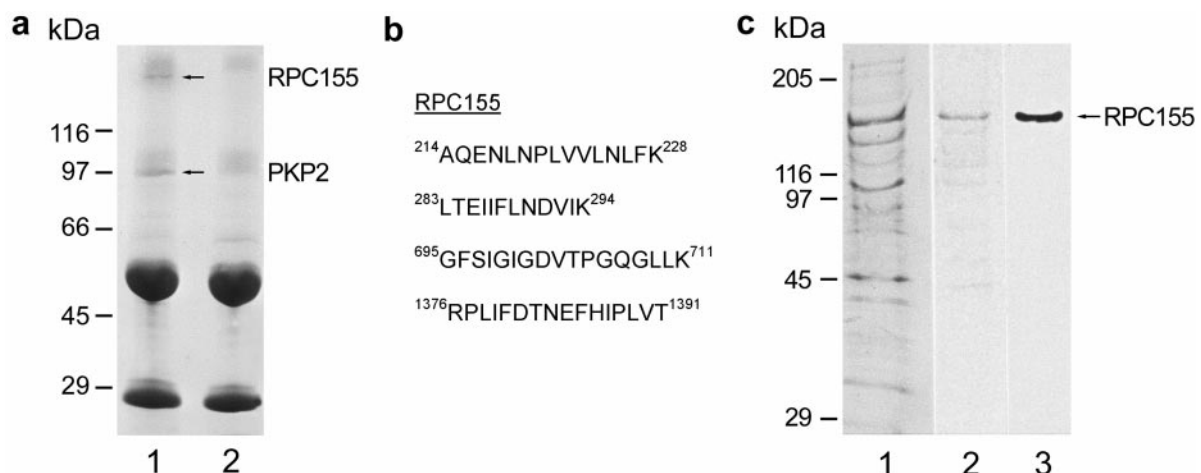 a kDa
RPC155
116
97
PKP2
66
45
29
1 2
b
RPC155
214AQENLNPLVVLNLFK228
283LTEIIFLNDVIK294
695GFSIGIGDVTPGQGLLK711
1376RPLIFDTNEFHIPLVT1391
c kDa
205
RPC155
116
97
45
29
1 2 3